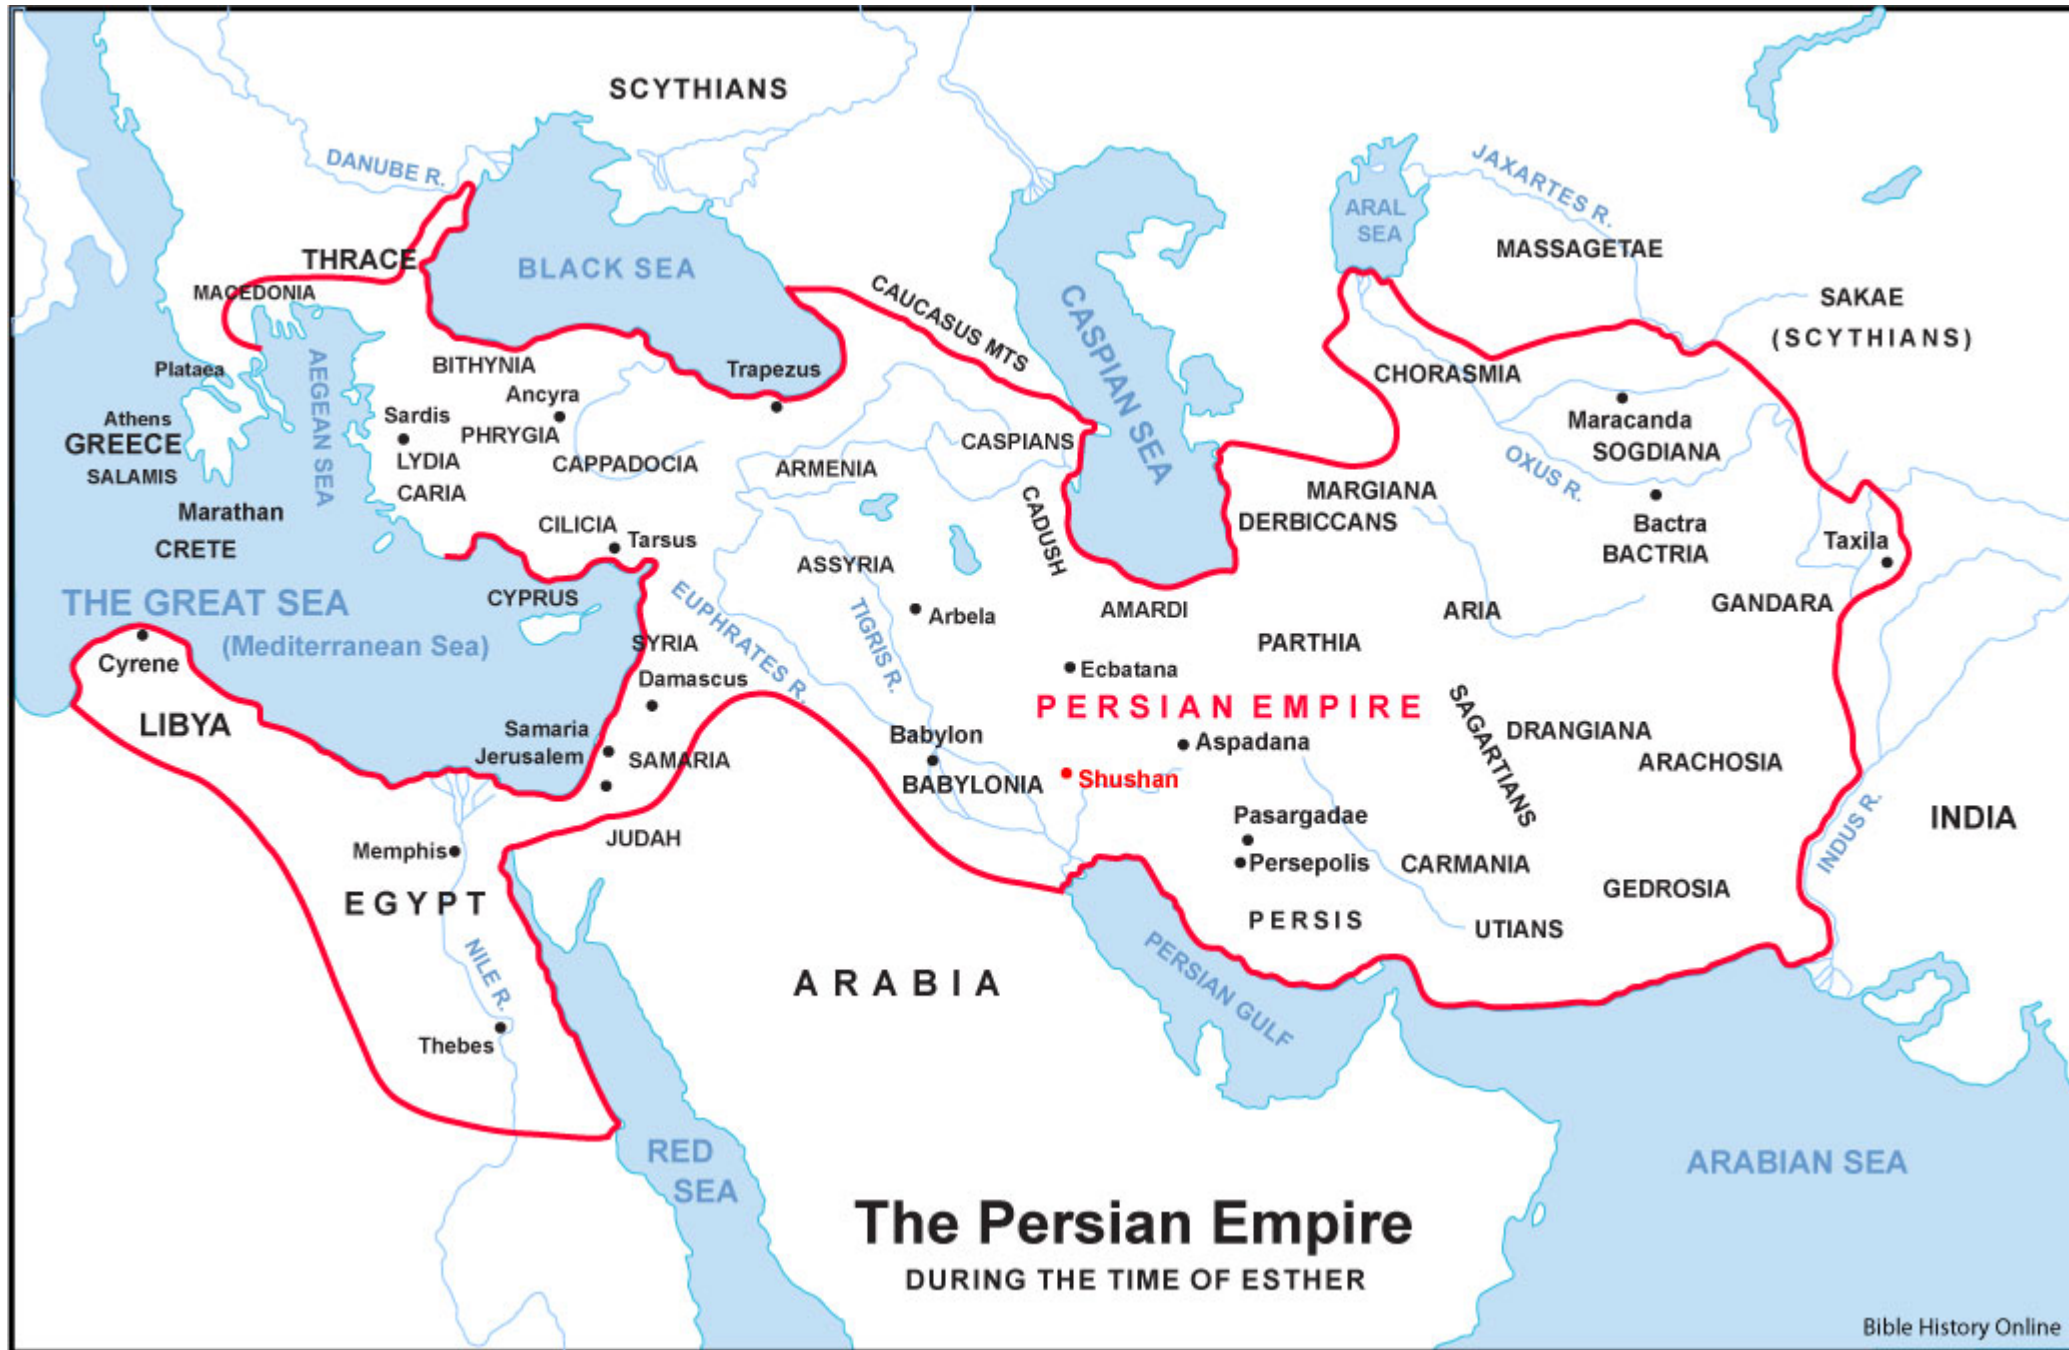 SCYTHIANS
DANUBE R.
JAXARTES R.
ARAL
SEA
MASSAGETAE
THRACE
BLACK SEA
MACEDONIA
CAUCASUS MTS
CASPIAN SEA
SAKAE
(SCYTHIANS)
Plataea
AEGEAN SEA
BITHYNIA
Trapezus
CHORASMIA
Ancyra
Athens
Sardis
GREECE
PHRYGIA
CASPIANS
Maracanda
SOGDIANA
SALAMIS
LYDIA
CAPPADOCIA
ARMENIA
OXUS R.
CARIA
MARGIANA
Marathan
CILICIA
Tarsus
CADUSH
DERBICCANS
Bactra
BACTRIA
Taxila
CRETE
ASSYRIA
THE GREAT SEA
(Mediterranean Sea)
CYPRUS
EUPHRATES R.
TIGRIS R.
Arbela
AMARDI
ARIA
GANDARA
Cyrene
SYRIA
PARTHIA
Damascus
Ecbatana
PERSIAN EMPIRE
SAGARTIANS
LIBYA
Samaria
Jerusalem
SAMARIA
Babylon
BABYLONIA
Aspadana
Shushan
DRANGIANA
ARACHOSIA
INDUS R.
INDIA
JUDAH
Pasargadae
Persepolis
CARMANIA
Memphis
EGYPT
GEDROSIA
PERSIS
UTIANS
NILE R.
ARABIA
PERSIAN GULF
Thebes
RED
SEA
ARABIAN SEA
The Persian Empire
DURING THE TIME OF ESTHER
Bible History Online